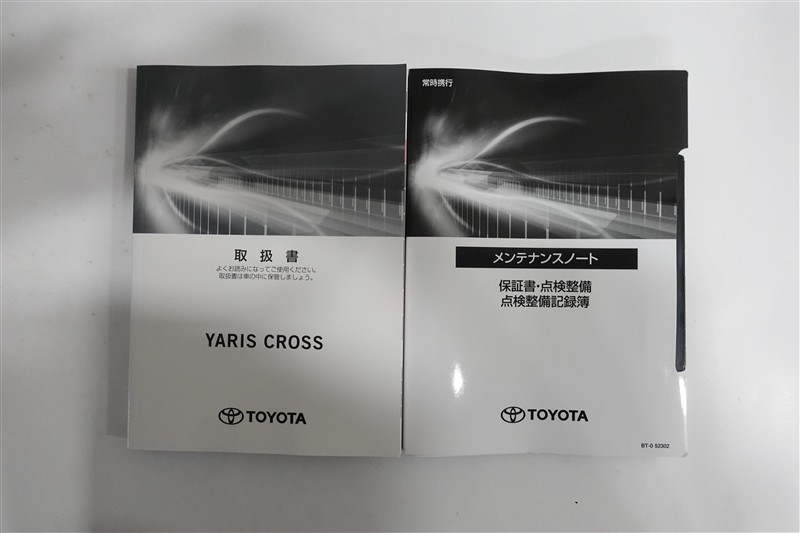 取扱書
よくお読みになってご使用ください。
取扱書は車の中に保管しましょう。
YARIS CROSS
TOYOTA
常時携行
メンテナンスノート
保証書・点検整備
点検整備記録簿
TOYOTA
BT-0 52302